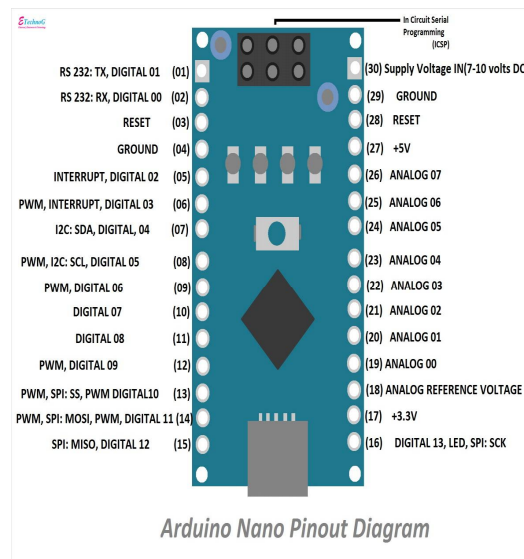 ETechnoG
In Circuit Serial
Programming
(ICSP)
RS 232: TX, DIGITAL 01 (01)
RS 232: RX, DIGITAL 00 (02)
RESET (03)
GROUND (04)
INTERRUPT, DIGITAL 02 (05)
PWM, INTERRUPT, DIGITAL 03 (06)
I2C: SDA, DIGITAL, 04 (07)
PWM, I2C: SCL, DIGITAL 05 (08)
PWM, DIGITAL 06 (09)
DIGITAL 07 (10)
DIGITAL 08 (11)
PWM, DIGITAL 09 (12)
PWM, SPI: SS, PWM DIGITAL10 (13)
PWM, SPI: MOSI, PWM, DIGITAL 11 (14)
SPI: MISO, DIGITAL 12 (15)
(30) Supply Voltage IN(7-10 volts DC
(29) GROUND
(28) RESET
(27) +5V
(26) ANALOG 07
(25) ANALOG 06
(24) ANALOG 05
(23) ANALOG 04
(22) ANALOG 03
(21) ANALOG 02
(20) ANALOG 01
(19) ANALOG 00
(18) ANALOG REFERENCE VOLTAGE
(17) +3.3V
(16) DIGITAL 13, LED, SPI: SCK
Arduino Nano Pinout Diagram